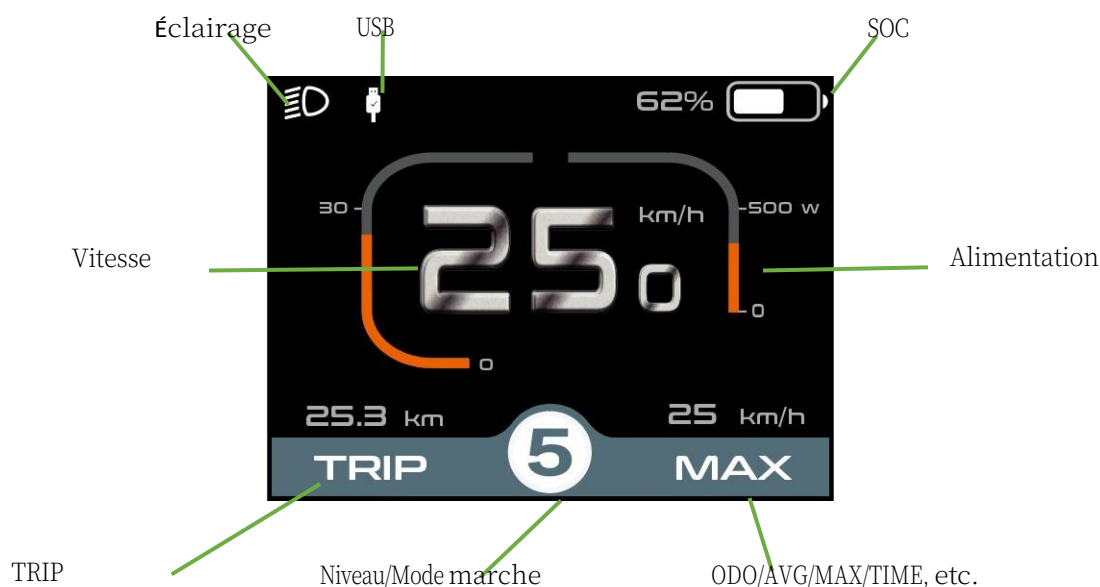 Éclairage USB SOC
62%
30 km/h 500 W
25 0
Vitesse Alimentation
0
0
25.3 km 25 km/h
TRIP 5 MAX
TRIP Niveau/Mode marche ODO/AVG/MAX/TIME, etc.